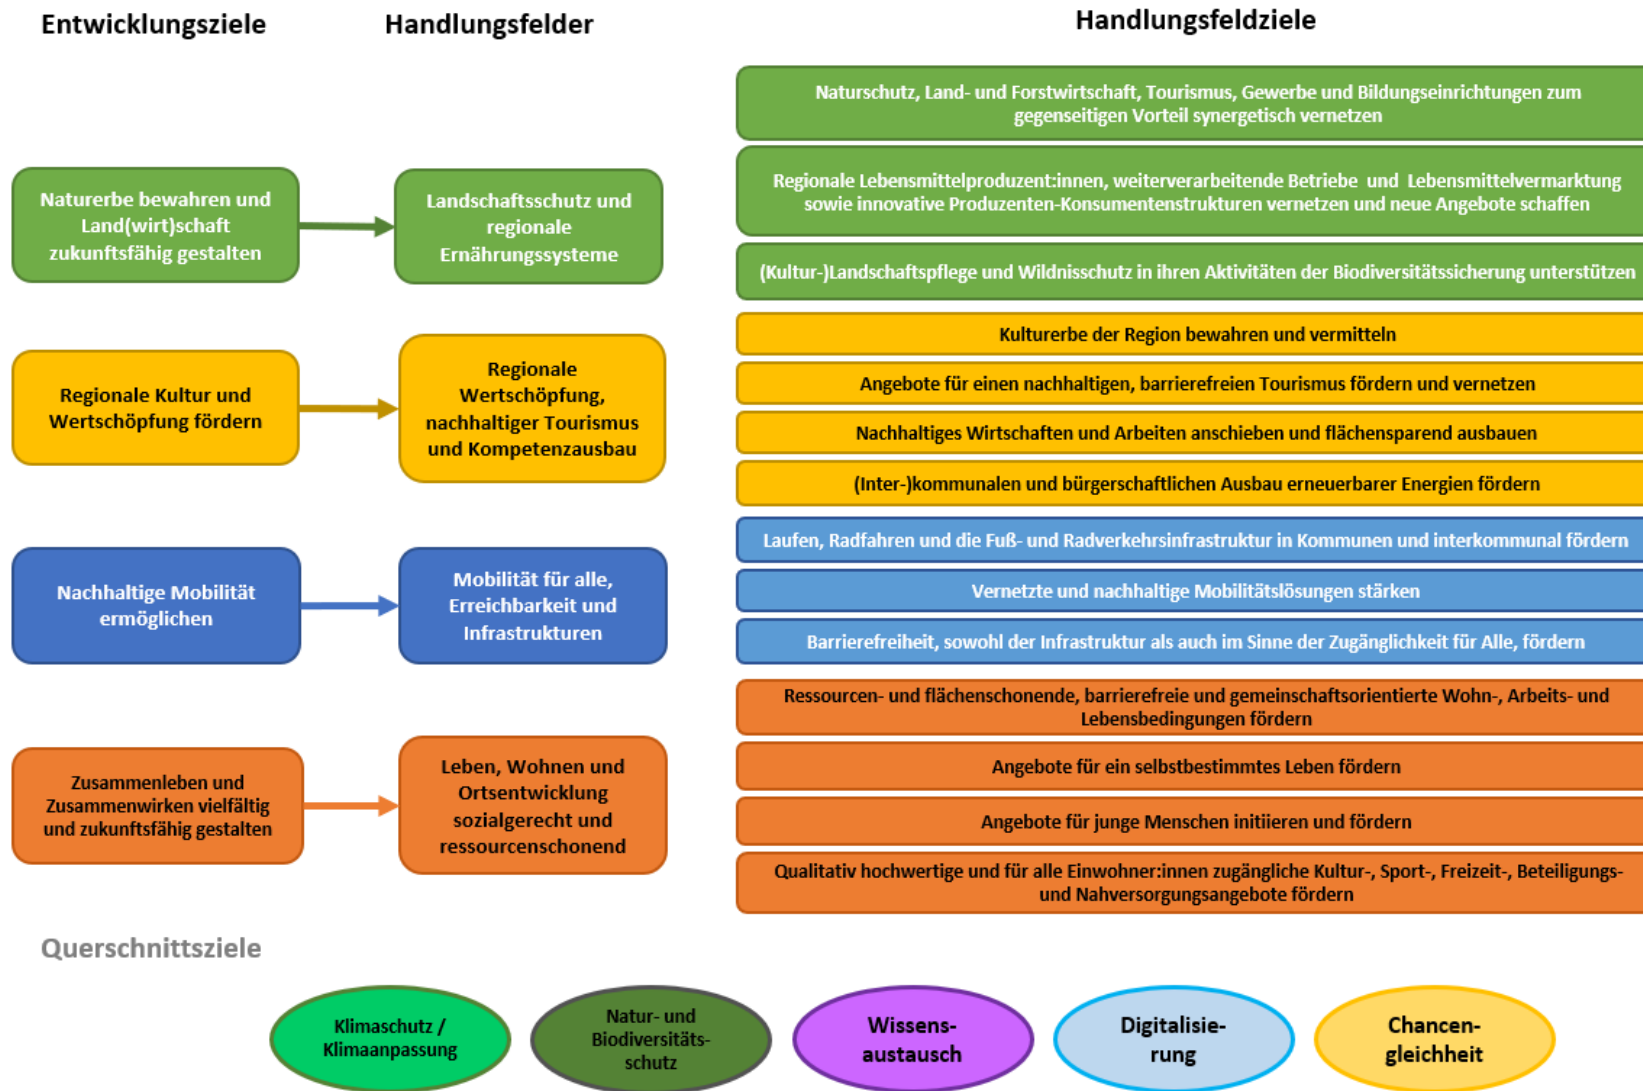 Entwicklungsziele
Handlungsfelder
Handlungsfeldziele
Naturschutz, Land- und Forstwirtschaft, Tourismus, Gewerbe und Bildungseinrichtungen zum
gegenseitigen Vorteil synergetisch vernetzen
Naturerbe bewahren und
Land(wirt)schaft
zukunftsfähig gestalten
Landschaftsschutz und
regionale
Ernährungssysteme
Regionale Lebensmittelproduzent:innen, weiterverarbeitende Betriebe und Lebensmittelvermarktung
sowie innovative Produzenten-Konsumentenstrukturen vernetzen und neue Angebote schaffen
(Kultur-)Landschaftspflege und Wildnisschutz in ihren Aktivitäten der Biodiversitätssicherung unterstützen
Regionale Kultur und
Wertschöpfung fördern
Regionale
Wertschöpfung,
nachhaltiger Tourismus
und Kompetenzausbau
Kulturerbe der Region bewahren und vermitteln
Angebote für einen nachhaltigen, barrierefreien Tourismus fördern und vernetzen
Nachhaltiges Wirtschaften und Arbeiten anschieben und flächensparend ausbauen
(Inter-)kommunalen und bürgerschaftlichen Ausbau erneuerbarer Energien fördern
Nachhaltige Mobilität
ermöglichen
Mobilität für alle,
Erreichbarkeit und
Infrastrukturen
Laufen, Radfahren und die Fuß- und Radverkehrsinfrastruktur in Kommunen und interkommunal fördern
Vernetzte und nachhaltige Mobilitätslösungen stärken
Barrierefreiheit, sowohl der Infrastruktur als auch im Sinne der Zugänglichkeit für Alle, fördern
Zusammenleben und
Zusammenwirken vielfältig
und zukunftsfähig gestalten
Leben, Wohnen und
Ortsentwicklung
sozialgerecht und
ressourcenschonend
Ressourcen- und flächenschonende, barrierefreie und gemeinschaftsorientierte Wohn-, Arbeits- und
Lebensbedingungen fördern
Angebote für ein selbstbestimmtes Leben fördern
Angebote für junge Menschen initiieren und fördern
Qualitativ hochwertige und für alle Einwohner:innen zugängliche Kultur-, Sport-, Freizeit-, Beteiligungs-
und Nahversorgungsangebote fördern
Querschnittsziele
Klimaschutz /
Klimaanpassung
Natur- und
Biodiversitäts-
schutz
Wissens-
austausch
Digitalisie-
rung
Chancen-
gleichheit